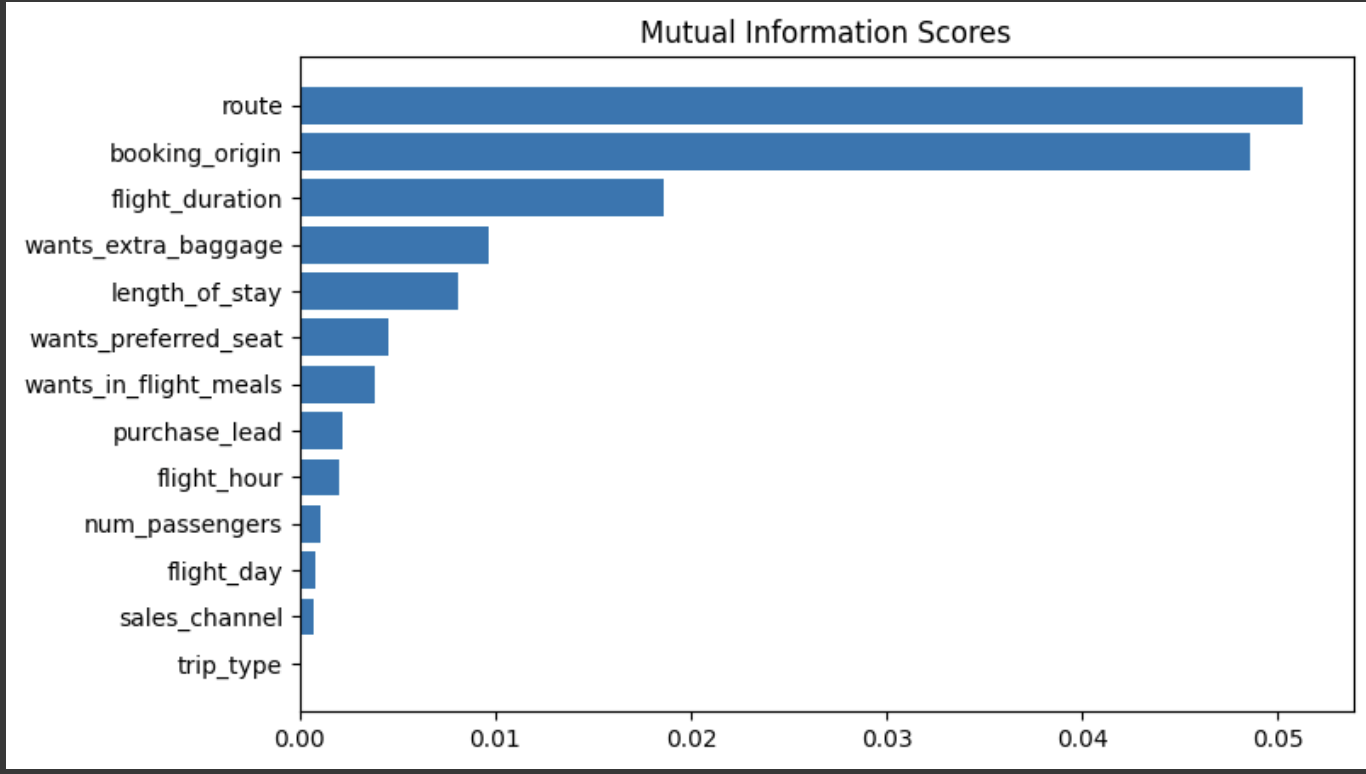 Mutual Information Scores
route
booking_origin
flight_duration
wants_extra_baggage
length_of_stay
wants_preferred_seat
wants_in_flight_meals
purchase_lead
flight_hour
num_passengers
flight_day
sales_channel
trip_type
0.00 0.01 0.02 0.03 0.04 0.05